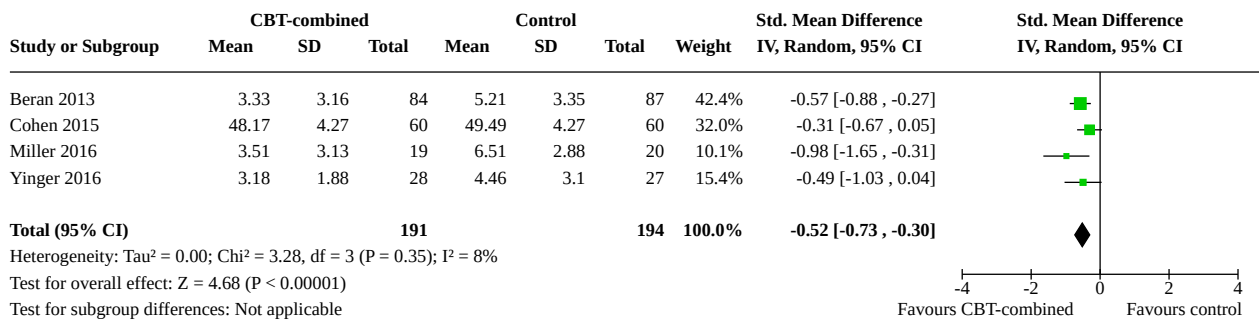 CBT-combined Control Std. Mean Difference Std. Mean Difference
Study or Subgroup Mean SD Total Mean SD Total Weight IV, Random, 95% CI IV, Random, 95% CI
Beran 2013 3.33 3.16 84 5.21 3.35 87 42.4% -0.57 [-0.88 , -0.27]
Cohen 2015 48.17 4.27 60 49.49 4.27 60 32.0% -0.31 [-0.67 , 0.05]
Miller 2016 3.51 3.13 19 6.51 2.88 20 10.1% -0.98 [-1.65 , -0.31]
Yinger 2016 3.18 1.88 28 4.46 3.1 27 15.4% -0.49 [-1.03 , 0.04]
Total (95% CI) 191 194 100.0% -0.52 [-0.73 , -0.30]
Heterogeneity: Tau² = 0.00; Chi² = 3.28, df = 3 (P = 0.35); I² = 8%
Test for overall effect: Z = 4.68 (P < 0.00001)
-4 -2 0 2 4
Test for subgroup differences: Not applicable
Favours CBT-combined Favours control